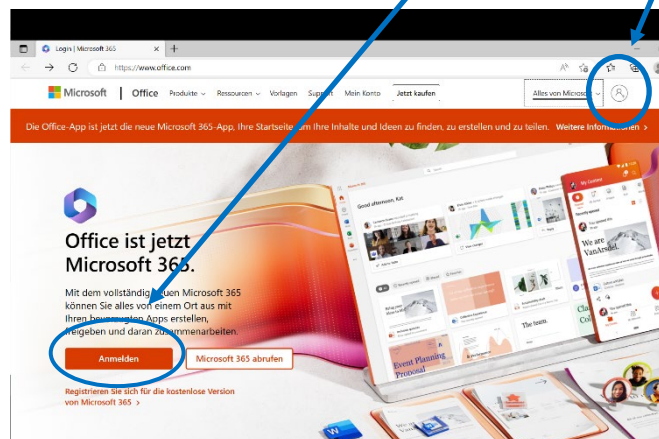 Login | Microsoft 365
https://www.office.com
Microsoft | Office Produkte Ressourcen Vorlagen Support Mein Konto Jetzt kaufen Alles von Microsoft
Die Office-App ist jetzt die neue Microsoft 365-App, Ihre Startseite, um Ihre Inhalte und Ideen zu finden, zu erstellen und zu teilen. Weitere Informationen >
Office ist jetzt
Microsoft 365.
Mit dem vollständig neuen Microsoft 365
können Sie alles von einem Ort aus mit
Ihren bevorzugten Apps erstellen,
freigeben und daran zusammenarbeiten.
Anmelden
Microsoft 365 abrufen
Registrieren Sie sich für die kostenlose Version
von Microsoft 365 >
Good afternoon, Kat
My Content
We are
VanArsdel.
Event Planning
Proposal
The team.